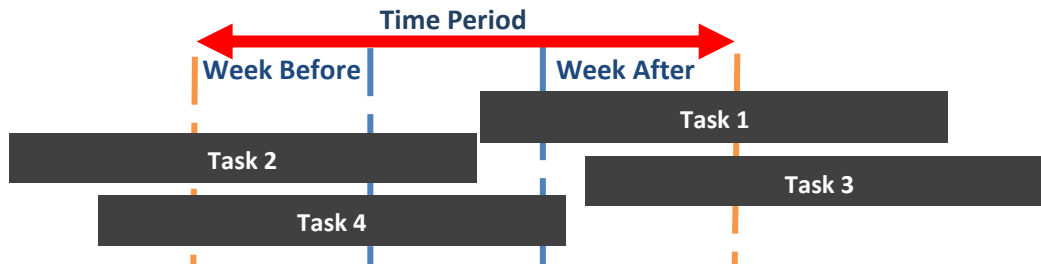 Time Period
Week Before
Week After
Task 1
Task 2
Task 3
Task 4